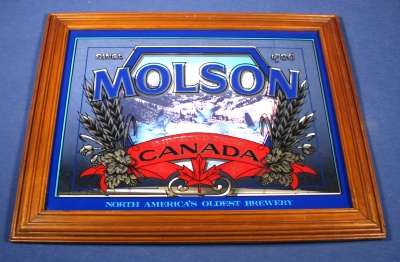 SINCE 1786
MOLSON
CANADA
NORTH AMERICA'S OLDEST BREWERY